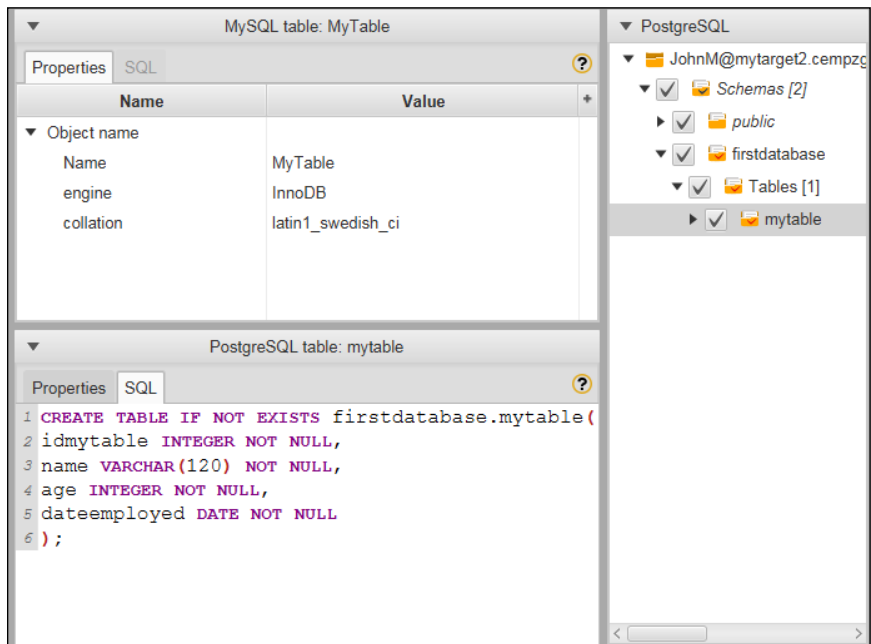 MySQL table: MyTable
Properties SQL
?
Name Value +
Object name
Name MyTable
engine InnoDB
collation latin1_swedish_ci
PostgreSQL table: mytable
Properties SQL
?
1 CREATE TABLE IF NOT EXISTS firstdatabase.mytable(
2 idmytable INTEGER NOT NULL,
3 name VARCHAR(120) NOT NULL,
4 age INTEGER NOT NULL,
5 dateemployed DATE NOT NULL
6 );
PostgreSQL
JohnM@mytarget2.cempzg
Schemas [2]
public
firstdatabase
Tables [1]
mytable